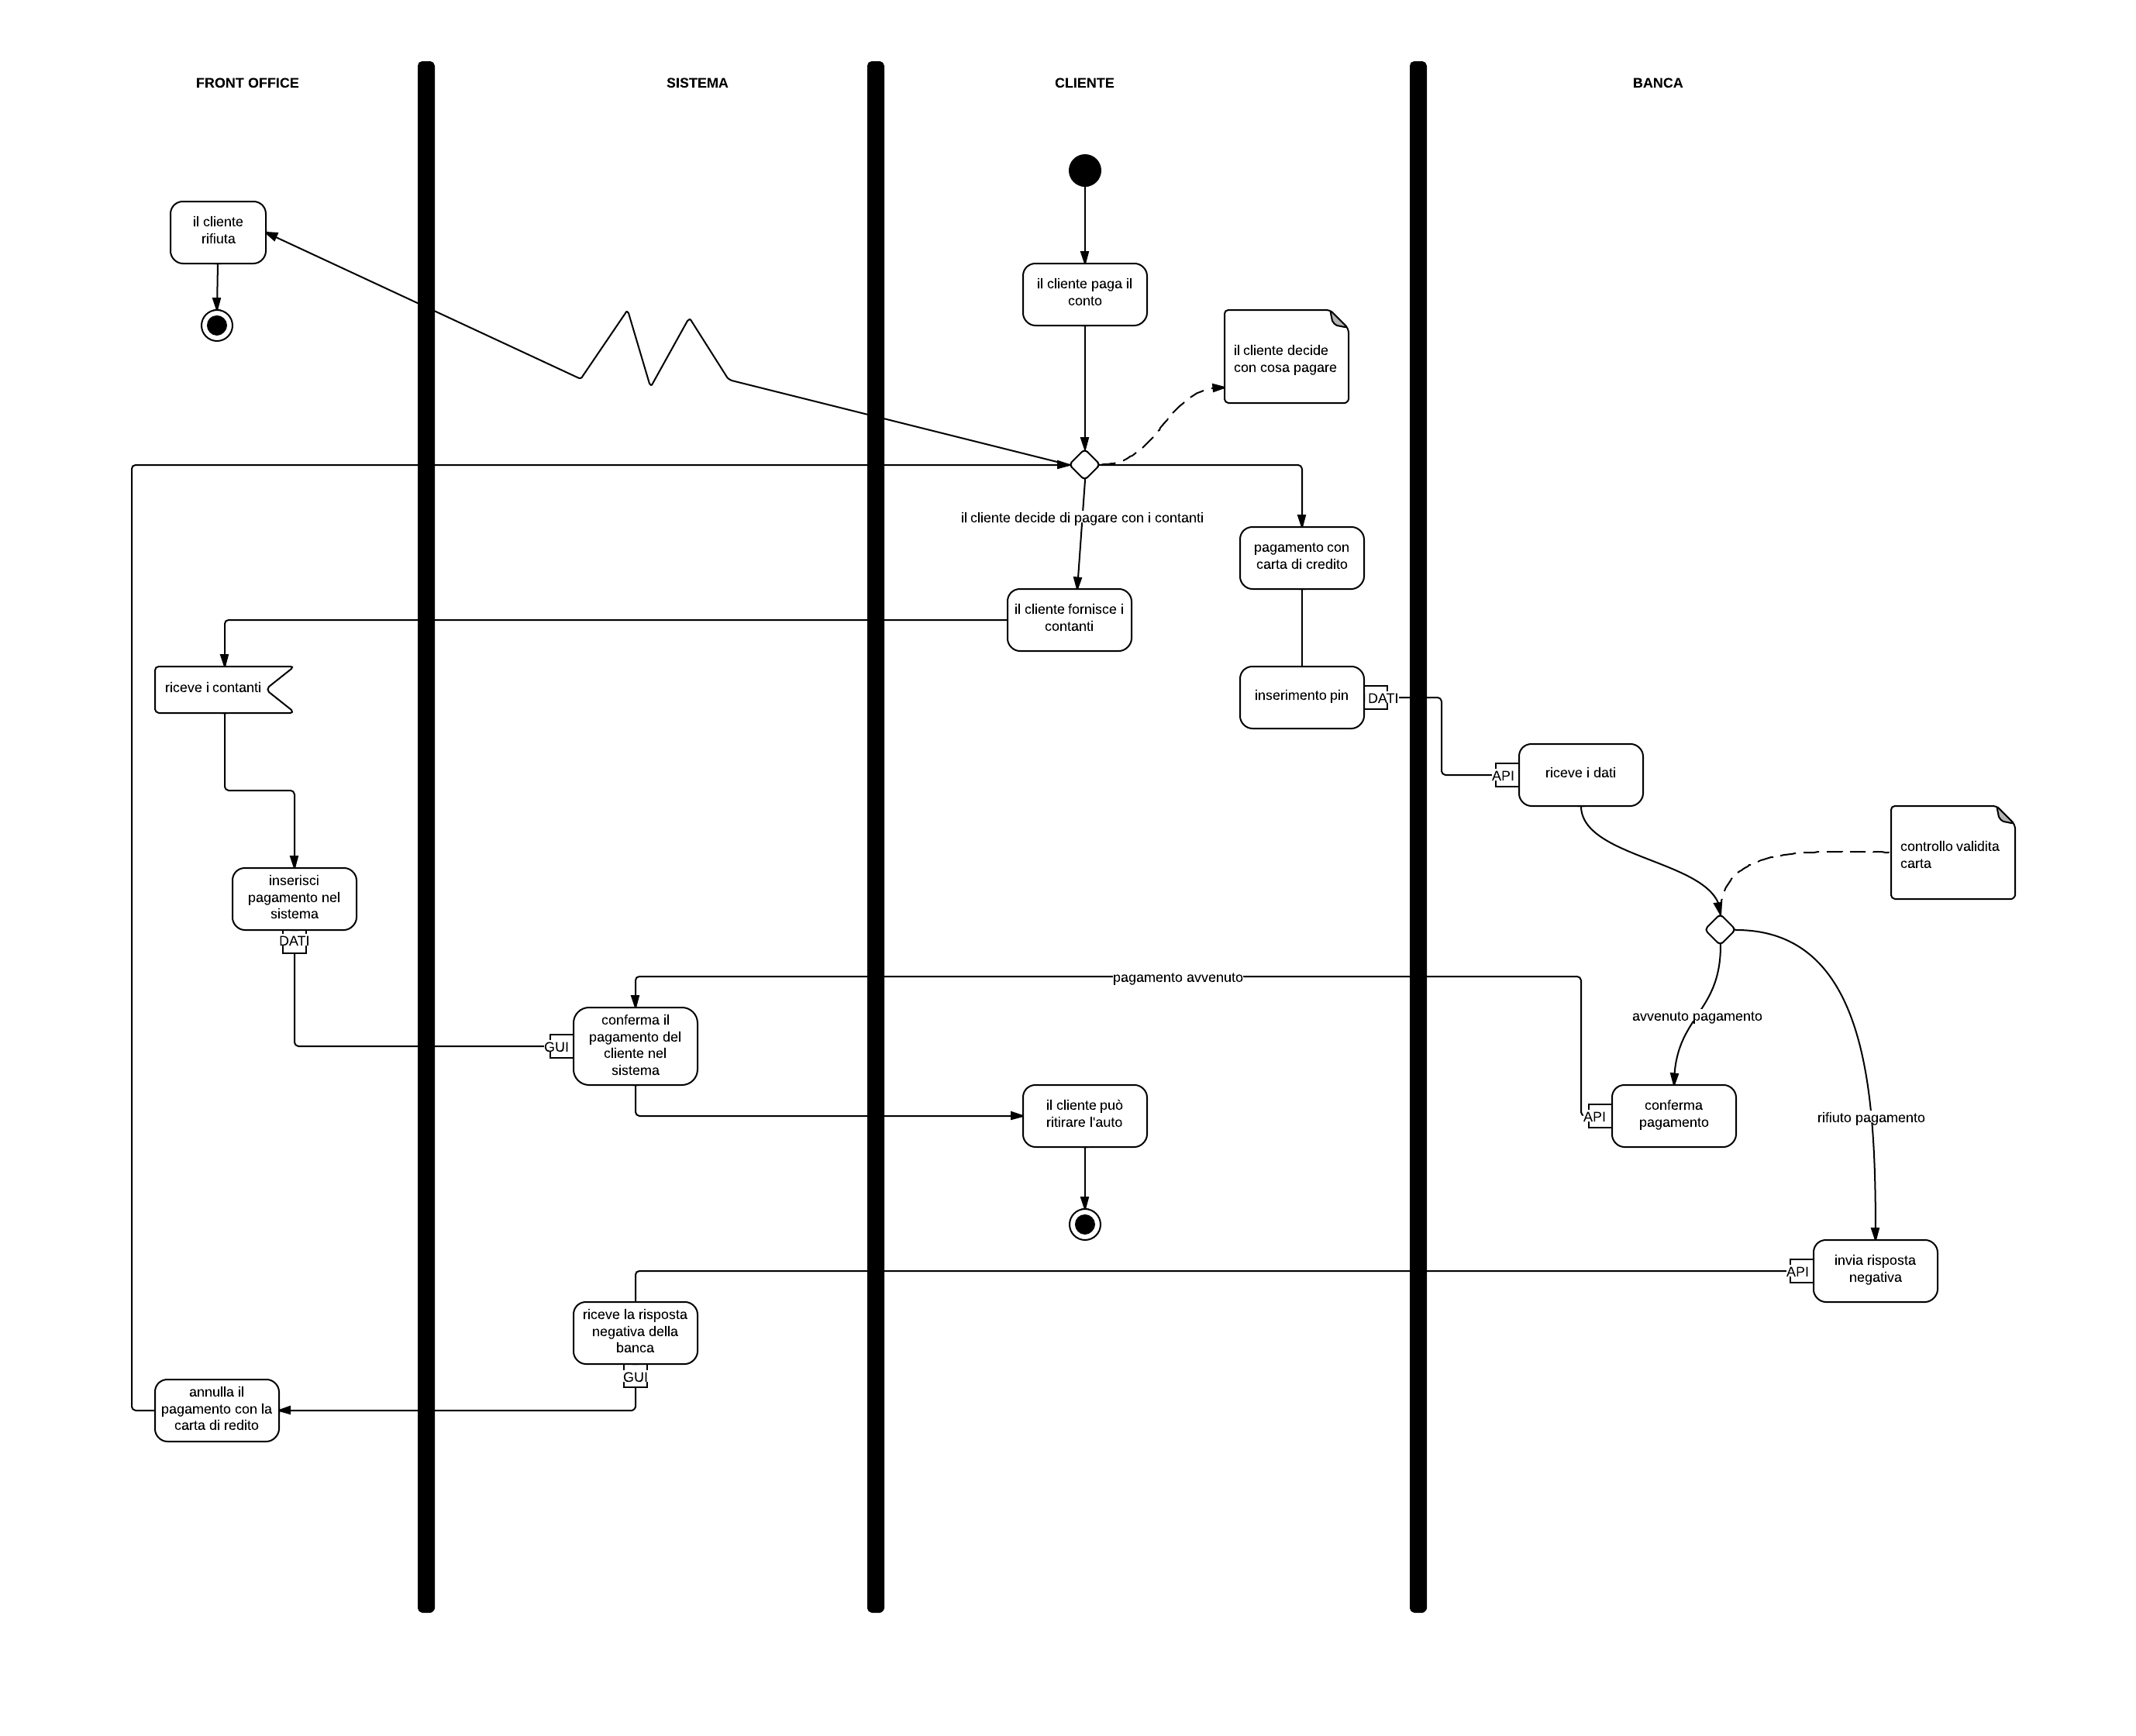 FRONT OFFICE
SISTEMA
CLIENTE
BANCA
il cliente
rifiuta
il cliente paga il
conto
il cliente decide
con cosa pagare
il cliente decide di pagare con i contanti
pagamento con
carta di credito
il cliente fornisce i
contanti
riceve i contanti
inserimento pin
DATI
API
riceve i dati
controllo validita
carta
inserisci
pagamento nel
sistema
DATI
pagamento avvenuto
avvenuto pagamento
conferma il
pagamento del
cliente nel
sistema
GUI
il cliente può
ritirare l'auto
API
conferma
pagamento
rifiuto pagamento
API
invia risposta
negativa
riceve la risposta
negativa della
banca
GUI
annulla il
pagamento con la
carta di redito